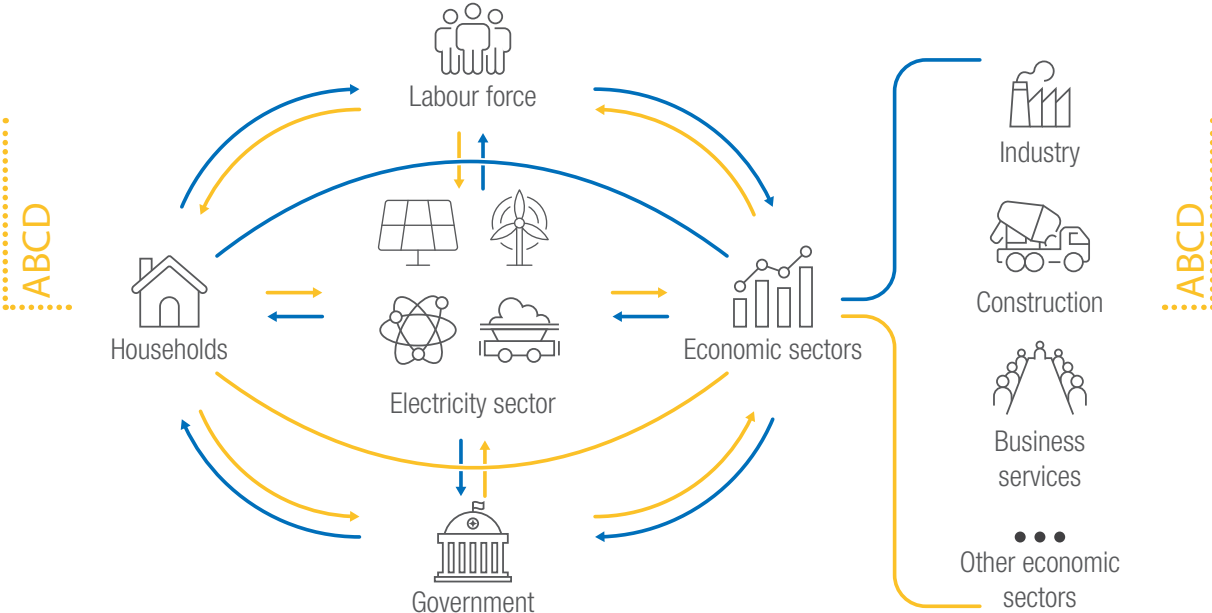 Labour force
Industry
ABCD
ABCD
Construction
Households
Economic sectors
Electricity sector
Business
services
Other economic
sectors
Government